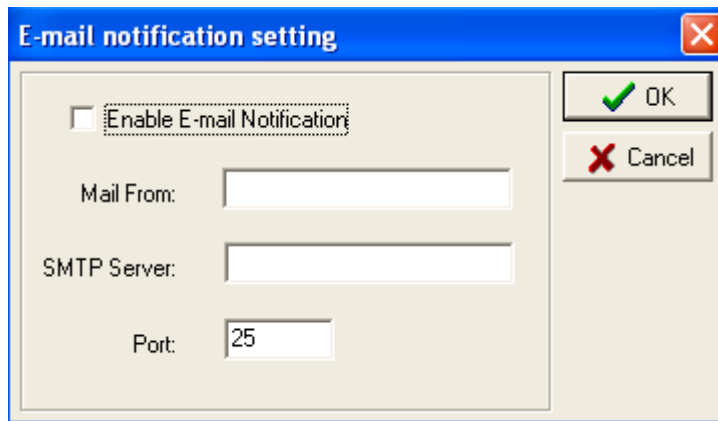 E-mail notification setting
Enable E-mail Notification
OK
Cancel
Mail From:
SMTP Server:
Port:
25